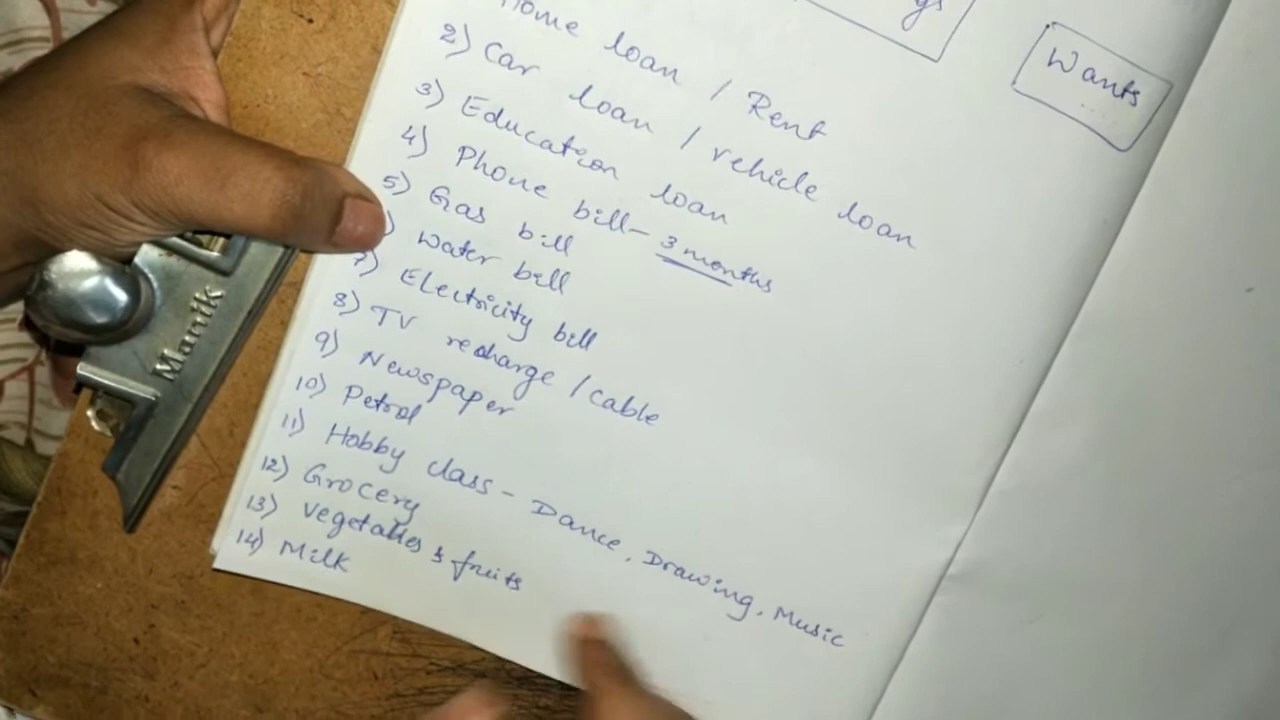 Wants
Home loan / Rent
2) Car loan / vehicle loan
3) Education loan
4) Phone bill - 3 months
5) Gas bill
) Water bill
7) Electricity bill
8) TV recharge / cable
9) Newspaper
10) Petrol
11) Hobby class - Dance, Drawing, Music
12) Grocery
13) Vegetables & fruits
14) Milk
Manik